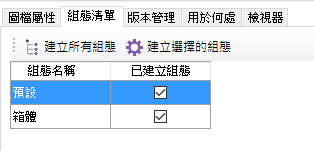 圖檔屬性 組態清單 版本管理 用於何處 檢視器
建立所有組態 建立選擇的組態
組態名稱 已建立組態
預設
箱體